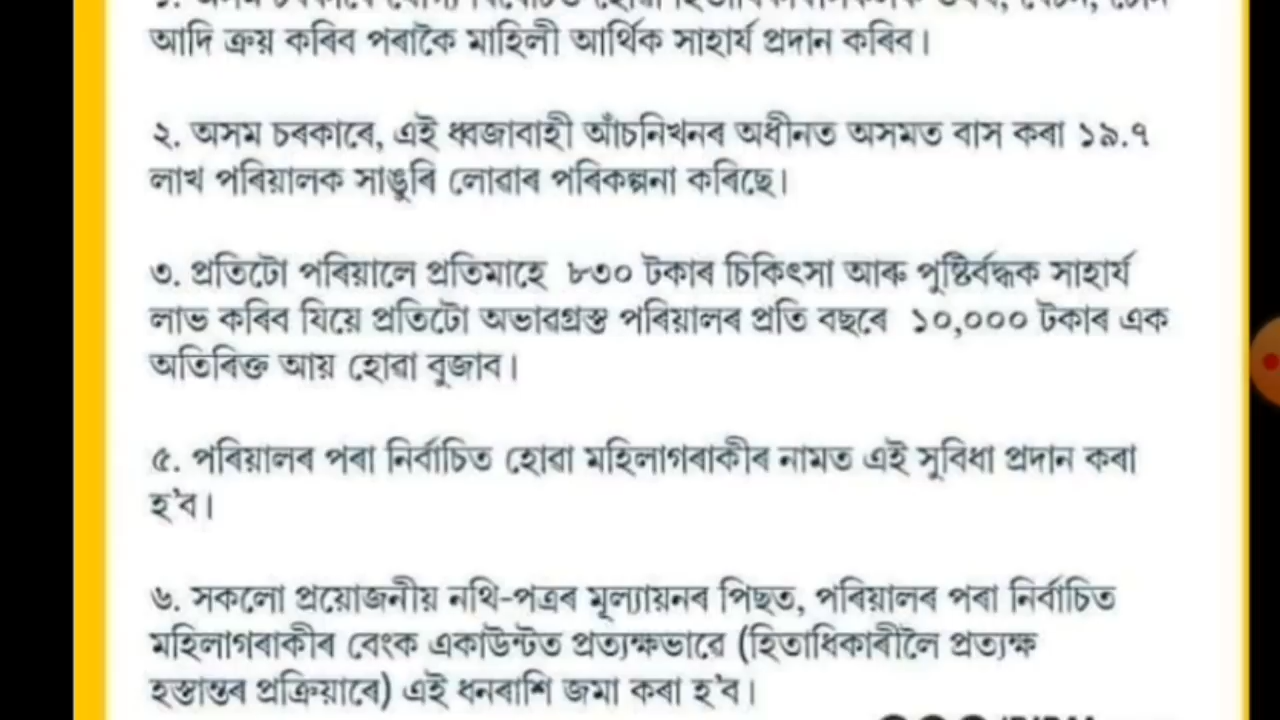 আদি ক্ৰয় কৰিব পৰাকৈ মাহিলী আৰ্থিক সাহাৰ্য প্ৰদান কৰিব।
২. অসম চৰকাৰে, এই ধ্বজাবাহী আঁচনিখনৰ অধীনত অসমত বাস কৰা ১৯.৭
লাখ পৰিয়ালক সাঙুৰি লোৱাৰ পৰিকল্পনা কৰিছে।
৩. প্ৰতিটো পৰিয়ালে প্ৰতিমাহে ৮৩০ টকাৰ চিকিৎসা আৰু পুষ্টিৰ্বদ্ধক সাহাৰ্য
লাভ কৰিব যিয়ে প্ৰতিটো অভাৱগ্ৰস্ত পৰিয়ালৰ প্ৰতি বছৰে ১০,০০০ টকাৰ এক
অতিৰিক্ত আয় হোৱা বুজাব।
৫. পৰিয়ালৰ পৰা নিৰ্বাচিত হোৱা মহিলাগৰাকীৰ নামত এই সুবিধা প্ৰদান কৰা
হ'ব।
৬. সকলো প্ৰয়োজনীয় নথি-পত্ৰৰ মূল্যায়নৰ পিছত, পৰিয়ালৰ পৰা নিৰ্বাচিত
মহিলাগৰাকীৰ বেংক একাউন্টত প্ৰত্যক্ষভাৱে (হিতাধিকাৰীলৈ প্ৰত্যক্ষ
হস্তান্তৰ প্ৰক্ৰিয়াৰে) এই ধনৰাশি জমা কৰা হ'ব।